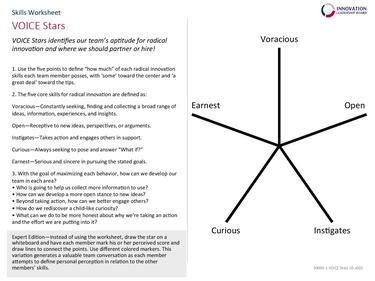 Skills Worksheet
INNOVATION
LEADERSHIP BOARD
VOICE Stars
VOICE Stars identifies our team's aptitude for radical
innovation and where we should partner or hire!
1. Use the five points to define "how much" of each radical innovation
skills each team member posses, with 'some' toward the center and 'a
great deal' toward the tips.
2. The five core skills for radical innovation are defined as:
Voracious—Constantly seeking, finding and collecting a broad range of
ideas, information, experiences, and insights.
Open—Receptive to new ideas, perspectives, or arguments.
Instigates—Takes action and engages others in support.
Curious—Always seeking to pose and answer "What if?"
Earnest—Serious and sincere in pursuing the stated goals.
3. With the goal of maximizing each behavior, how can we develop our
team in each area?
• Who is going to help us collect more information to use?
• How can we develop a more open stance to new ideas?
• Beyond taking action, how can we better engage others?
• How do we rediscover a child-like curiosity?
• What can we do to be more honest about why we're taking an action
and the effort we are putting into it?
Expert Edition—Instead of using the worksheet, draw the star on a
whiteboard and have each member mark his or her perceived score and
draw lines to connect the points. Use different colored markers. This
variation generates a valuable team conversation as each member
attempts to define personal perception in relation to the other
members' skills.
Voracious
Earnest
Open
Curious
Instigates